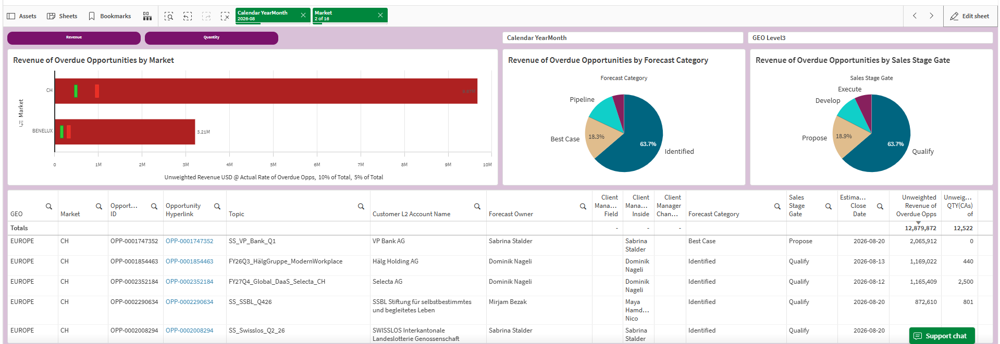 Assets
Sheets
Bookmarks
Calendar YearMonth
2026-08
Market
2 of 16
Edit sheet
Revenue
Quantity
Calendar YearMonth
GEO Level3
Revenue of Overdue Opportunities by Market
Market
CH
BENELUX
3.21M
0 1M 2M 3M 4M 5M 6M 7M 8M 9M 10M
Unweighted Revenue USD @ Actual Rate of Overdue Opps, 10% of Total, 5% of Total
Revenue of Overdue Opportunities by Forecast Category
Forecast Category
Pipeline
Best Case
18.3%
63.7%
Identified
Revenue of Overdue Opportunities by Sales Stage Gate
Sales Stage Gate
Execute
Develop
Propose
18.9%
63.7%
Qualify
GEO
Market
Opport...
ID
Opportunity
Hyperlink
Topic
Customer L2 Account Name
Forecast Owner
Client
Mana...
Field
Client
Mana...
Inside
Client
Manager
Chan...
Forecast Category
Sales
Stage
Gate
Estima...
Close
Date
Unweighted
Revenue of
Overdue Opps
Unweig...
QTY(CAs)
of
Totals - - - 12,879,872 12,522
EUROPE CH OPP-0001747352 OPP-0001747352 SS_VP_Bank_Q1 VP Bank AG Sabrina Stalder Sabrina Best Case Propose 2026-08-20 2,065,912 0
Stalder
EUROPE CH OPP-0001854463 OPP-0001854463 FY26Q3_HälgGruppe_ModernWorkplace Hälg Holding AG Dominik Nageli Dominik Identified Qualify 2026-08-13 1,169,022 440
Nageli
EUROPE CH OPP-0002352184 OPP-0002352184 FY27Q4_Global_DaaS_Selecta_CH Selecta AG Dominik Nageli Dominik Identified Qualify 2026-08-12 1,165,409 2,500
Nageli
EUROPE CH OPP-0002290634 OPP-0002290634 SS_SSBL_Q426 SSBL Stiftung für selbstbestimmtes Mirjam Bezak Maya Identified Qualify 2026-08-20 872,610 801
und begleitetes Leben Hamd...
Nico
EUROPE CH OPP-0002008294 OPP-0002008294 SS_Swisslos_Q2_26 SWISSLOS Interkantonale Sabrina Stalder Sabrina Identified Qualify 2026-08-20
Landeslotterie Genossenschaft Stalder
Support chat